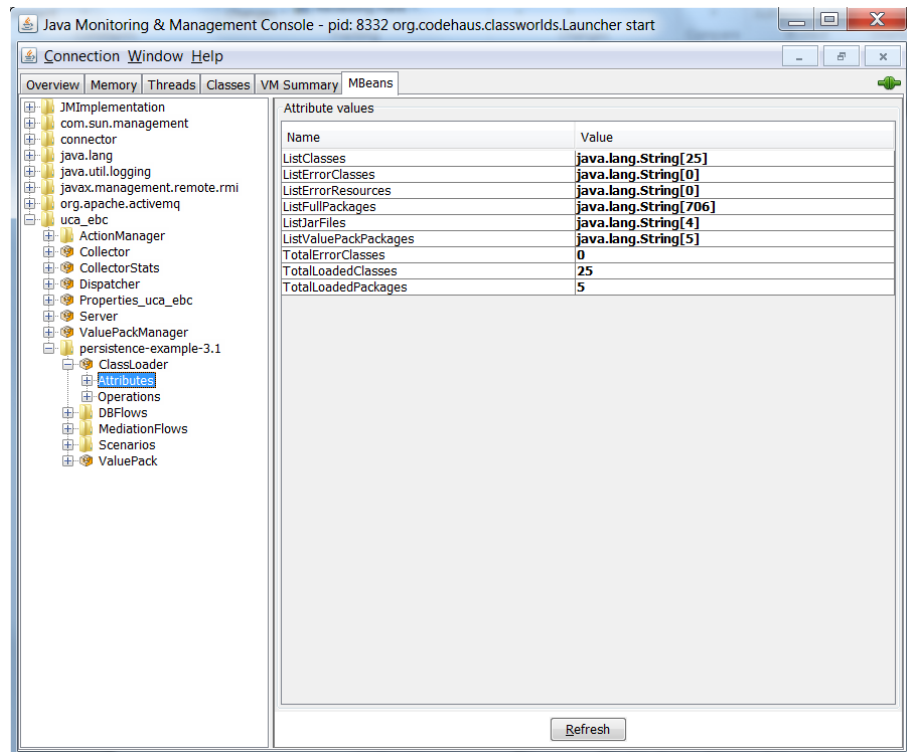 Java Monitoring & Management Console - pid: 8332 org.codehaus.classworlds.Launcher start
Connection Window Help
Overview Memory Threads Classes VM Summary MBeans
JMImplementation
com.sun.management
connector
java.lang
java.util.logging
javax.management.remote.rmi
org.apache.activemq
uca_ebc
ActionManager
Collector
CollectorStats
Dispatcher
Properties_uca_ebc
Server
ValuePackManager
persistence-example-3.1
ClassLoader
Attributes
Operations
DBFlows
MediationFlows
Scenarios
ValuePack
Attribute values
Name Value
ListClasses java.lang.String[25]
ListErrorClasses java.lang.String[0]
ListErrorResources java.lang.String[0]
ListFullPackages java.lang.String[706]
ListJarFiles java.lang.String[4]
ListValuePackPackages java.lang.String[5]
TotalErrorClasses 0
TotalLoadedClasses 25
TotalLoadedPackages 5
Refresh